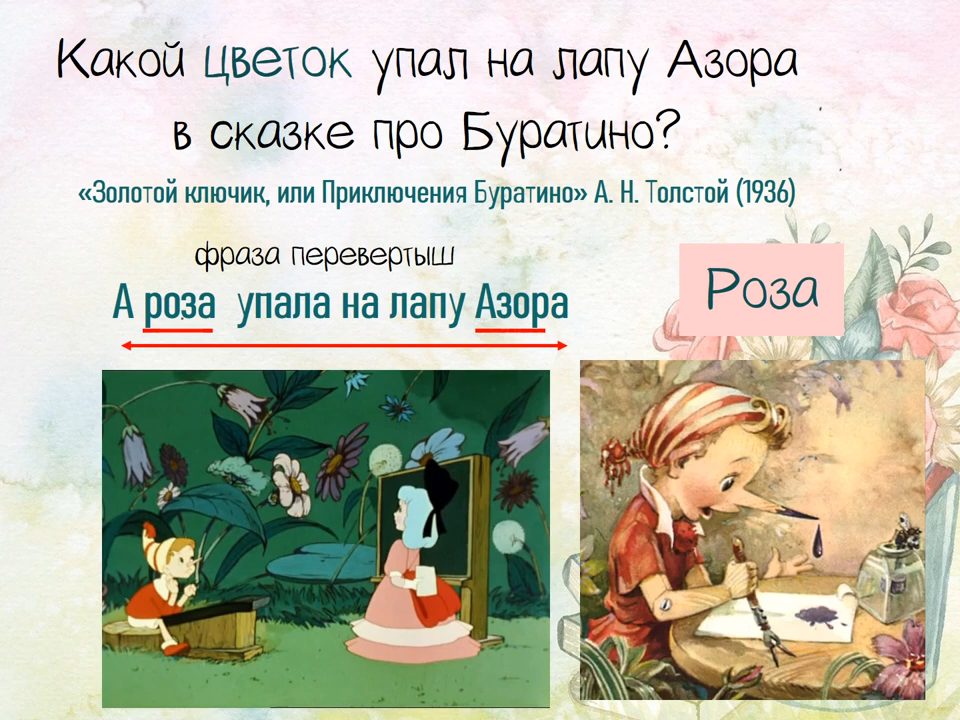 Какой цветок упал на лапу Азора
в сказке про Буратино?
«Золотой ключик, или Приключения Буратино» А. Н. Толстой (1936)
фраза перевертыш
А роза упала на лапу Азора
Роза